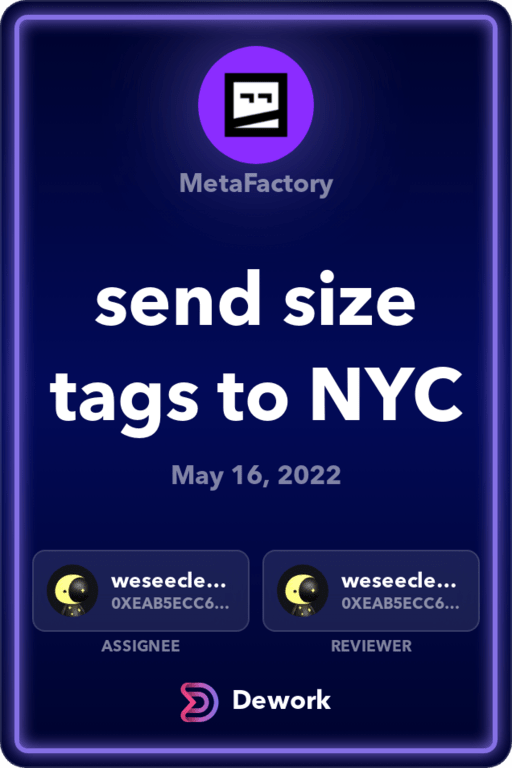 MetaFactory
send size
tags to NYC
May 16, 2022
weseecle... weseecle...
0XEAB5ECC6... 0XEAB5ECC6...
ASSIGNEE REVIEWER
Dework